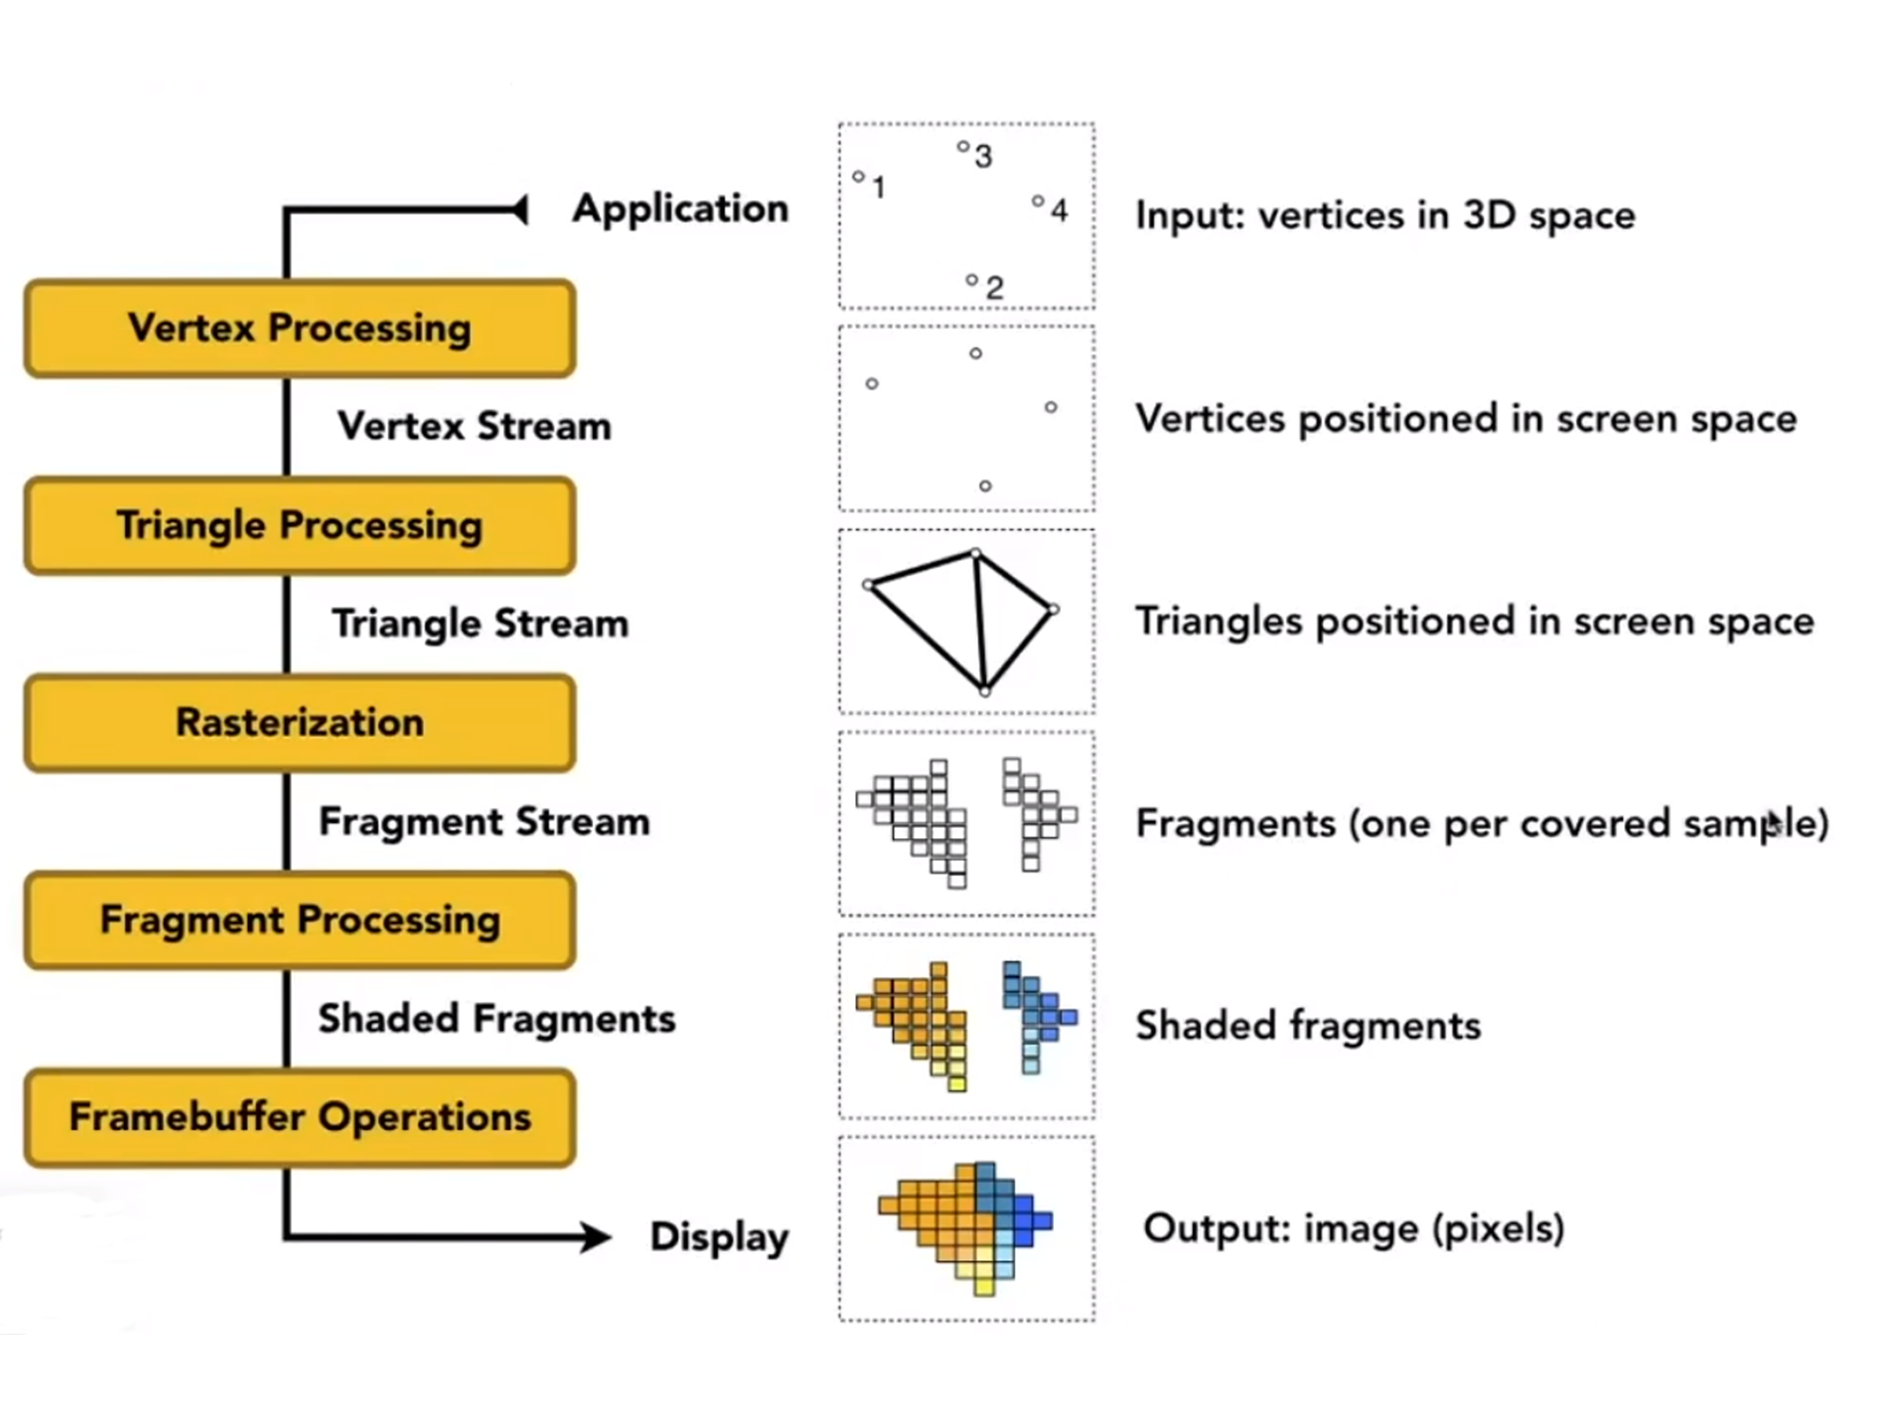 Application
Vertex Processing
Vertex Stream
Triangle Processing
Triangle Stream
Rasterization
Fragment Stream
Fragment Processing
Shaded Fragments
Framebuffer Operations
Display
1
3
4
2
Input: vertices in 3D space
Vertices positioned in screen space
Triangles positioned in screen space
Fragments (one per covered sample)
Shaded fragments
Output: image (pixels)